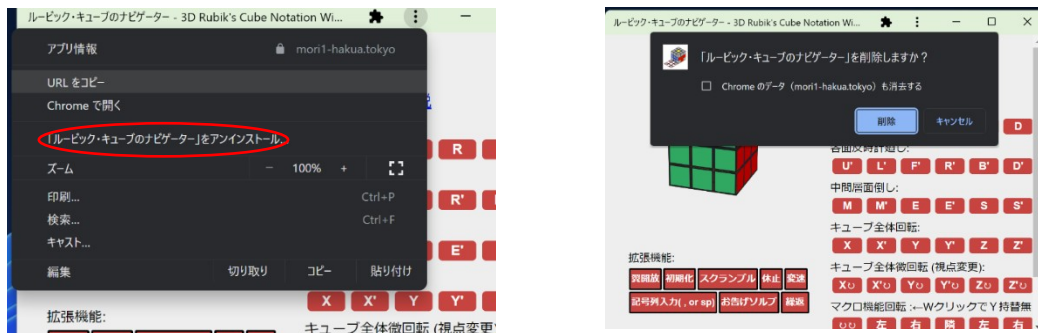 ルービック・キューブのナビゲーター - 3D Rubik's Cube Notation Wi...
アプリ情報 mori1-hakua.tokyo
URL をコピー
Chrome で開く
「ルービック・キューブのナビゲーター」をアンインストール...
ズーム − 100% +
印刷... Ctrl+P
検索... Ctrl+F
キャスト...
編集 切り取り コピー 貼り付け
R
R'
E'
X X' Y Y'
拡張機能:
キューブ全体微回転 (視点変更
ルービック・キューブのナビゲーター - 3D Rubik's Cube Notation Wi...
「ルービック・キューブのナビゲーター」を削除しますか？
Chrome のデータ（mori1-hakua.tokyo）も消去する
削除 キャンセル
D
各面反時計廻し:
U' L' F' R' B' D'
中間層面倒し:
M M' E E' S S'
キューブ全体回転:
X X' Y Y' Z Z'
拡張機能:
キューブ全体微回転 (視点変更):
翼開放 初期化 スクランブル 休止 変速
X↻ X'↻ Y↻ Y'↻ Z↻ Z'↻
記号列入力( , or sp) お告げソルブ 録返
マクロ機能回転 :←WクリックでY持替無
左 右 隣 左 右